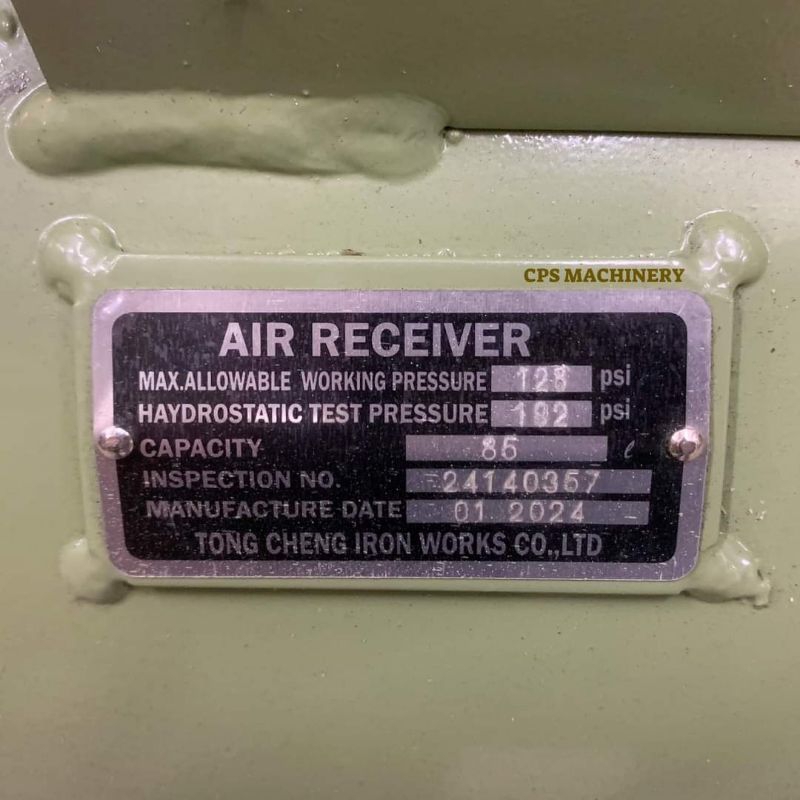 CPS MACHINERY
AIR RECEIVER
MAX.ALLOWABLE WORKING PRESSURE 128 psi
HAYDROSTATIC TEST PRESSURE 192 psi
CAPACITY 85 ℓ
INSPECTION NO. 24140357
MANUFACTURE DATE 01 2024
TONG CHENG IRON WORKS CO.,LTD